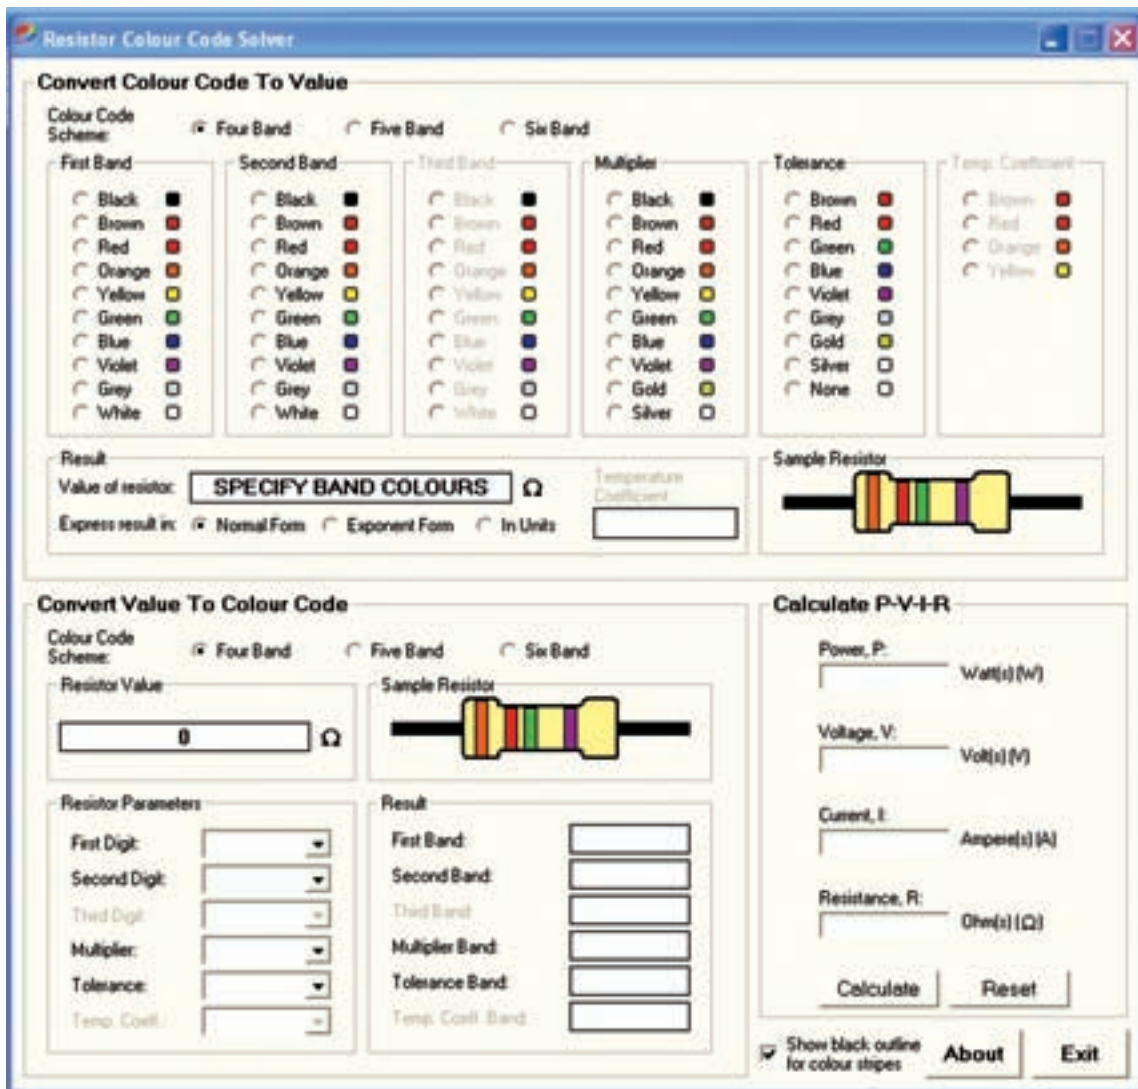 Resistor Colour Code Solver
Convert Colour Code To Value
Colour Code Scheme: Four Band Five Band Six Band
First Band
Black
Brown
Red
Orange
Yellow
Green
Blue
Violet
Grey
White
Second Band
Black
Brown
Red
Orange
Yellow
Green
Blue
Violet
Grey
White
Third Band
Black
Brown
Red
Orange
Yellow
Green
Blue
Violet
Grey
White
Multiplier
Black
Brown
Red
Orange
Yellow
Green
Blue
Violet
Gold
Silver
Tolerance
Brown
Red
Green
Blue
Violet
Grey
Gold
Silver
None
Temp. Coefficient
Brown
Red
Orange
Yellow
Result
Value of resistor: SPECIFY BAND COLOURS Ω
Express result in: Normal Form Exponent Form In Units
Temperature
Coefficient
Sample Resistor
Convert Value To Colour Code
Colour Code Scheme: Four Band Five Band Six Band
Resistor Value
0 Ω
Sample Resistor
Resistor Parameters
First Digit:
Second Digit:
Third Digit:
Multiplier:
Tolerance:
Temp. Coeff.:
Result
First Band:
Second Band:
Third Band:
Multiplier Band:
Tolerance Band:
Temp. Coeff. Band:
Calculate P-V-I-R
Power, P:
Watt(s) (W)
Voltage, V:
Volt(s) (V)
Current, I:
Ampere(s) (A)
Resistance, R:
Ohm(s) (Ω)
Calculate Reset
Show black outline
for colour stripes
About Exit